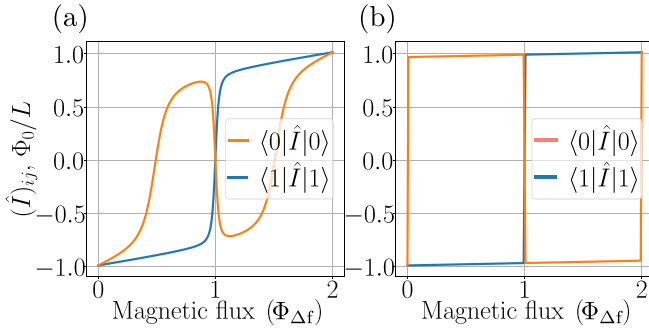 (a)
(b)
(Î)ᵢⱼ, Φ₀/L
1.0
0.5
0.0
−0.5
−1.0
⟨0|Î|0⟩
⟨1|Î|1⟩
0
1
2
Magnetic flux (Φ_Δf)
1.0
0.5
0.0
−0.5
−1.0
⟨0|Î|0⟩
⟨1|Î|1⟩
0
1
2
Magnetic flux (Φ_Δf)